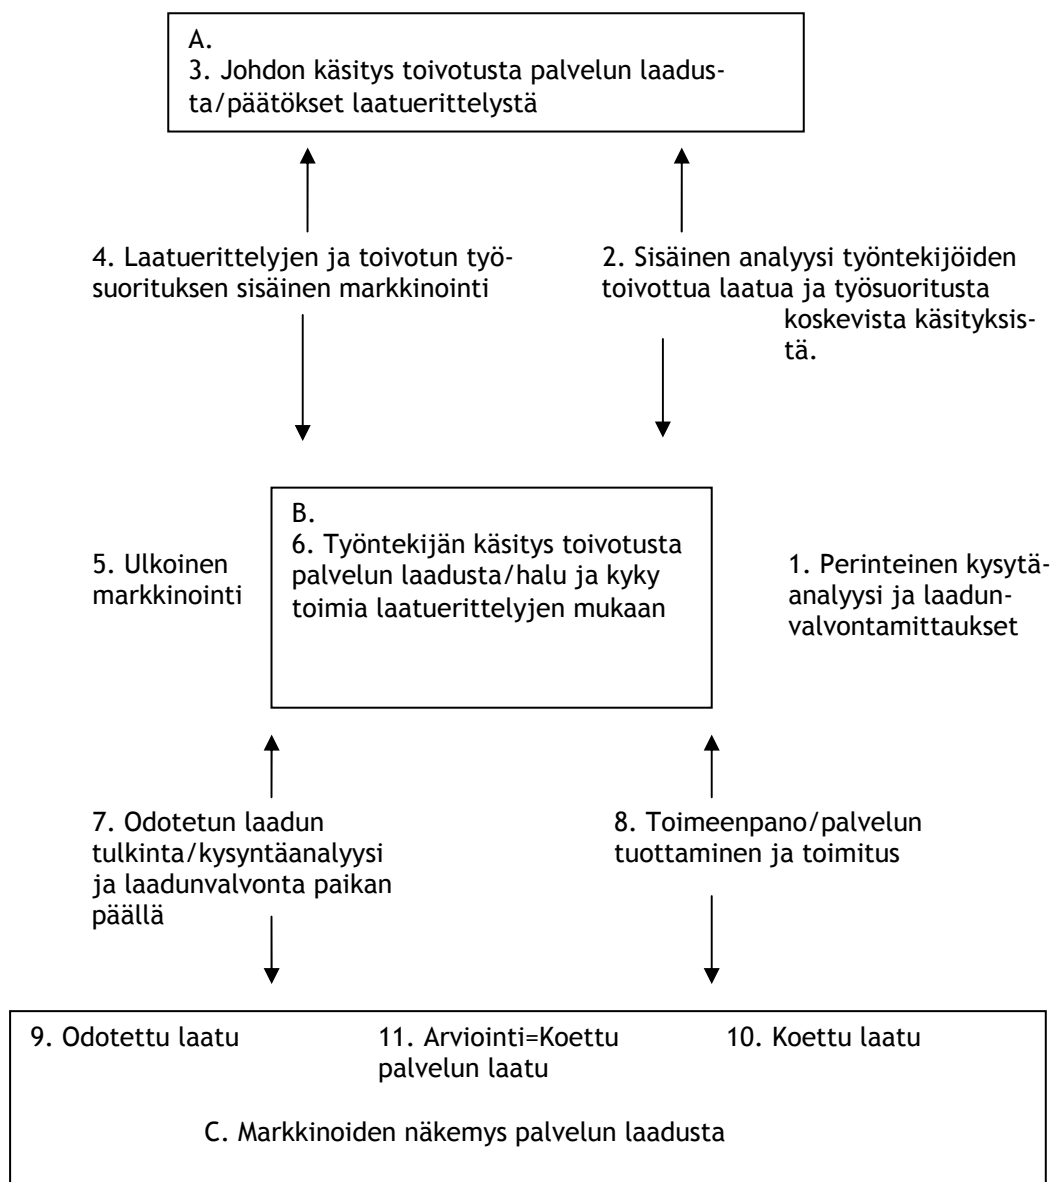 A.
3. Johdon käsitys toivotusta palvelun laadus-
ta/päätökset laatuerittelystä
4. Laatuerittelyjen ja toivotun työ-
suorituksen sisäinen markkinointi
2. Sisäinen analyysi työntekijöiden
toivottua laatua ja työsuoritusta
koskevista käsityksis-
tä.
B.
6. Työntekijän käsitys toivotusta
palvelun laadusta/halu ja kyky
toimia laatuerittelyjen mukaan
5. Ulkoinen
markkinointi
1. Perinteinen kysytä-
analyysi ja laadun-
valvontamittaukset
7. Odotetun laadun
tulkinta/kysyntäanalyysi
ja laadunvalvonta paikan
päällä
8. Toimeenpano/palvelun
tuottaminen ja toimitus
9. Odotettu laatu
11. Arviointi=Koettu
palvelun laatu
10. Koettu laatu
C. Markkinoiden näkemys palvelun laadusta